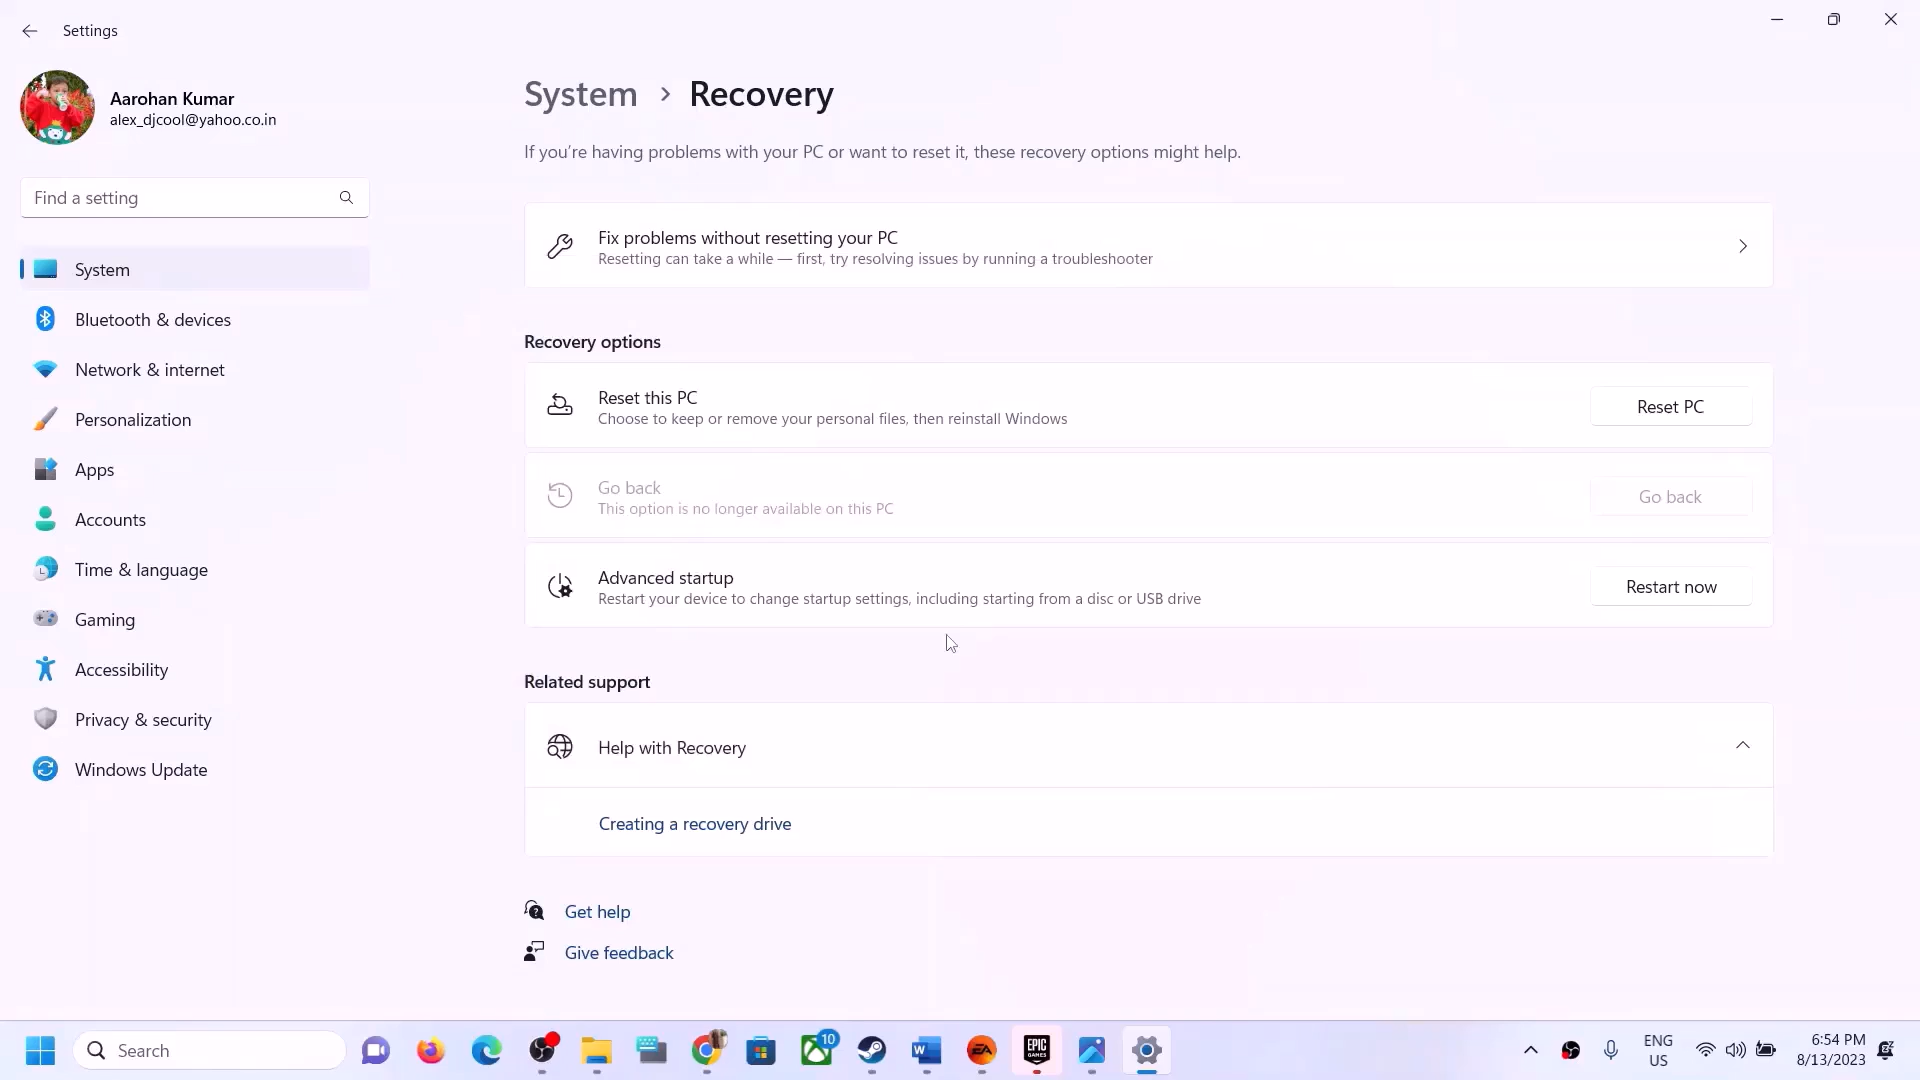 Settings
Aarohan Kumar
alex_djcool@yahoo.co.in
Find a setting
System
Bluetooth & devices
Network & internet
Personalization
Apps
Accounts
Time & language
Gaming
Accessibility
Privacy & security
Windows Update
System > Recovery
If you're having problems with your PC or want to reset it, these recovery options might help.
Fix problems without resetting your PC
Resetting can take a while — first, try resolving issues by running a troubleshooter
Recovery options
Reset this PC
Choose to keep or remove your personal files, then reinstall Windows
Reset PC
Go back
This option is no longer available on this PC
Go back
Advanced startup
Restart your device to change startup settings, including starting from a disc or USB drive
Restart now
Related support
Help with Recovery
Creating a recovery drive
Get help
Give feedback
Search
10
W
EA
EPIC
GAMES
ENG
US
6:54 PM
8/13/2023